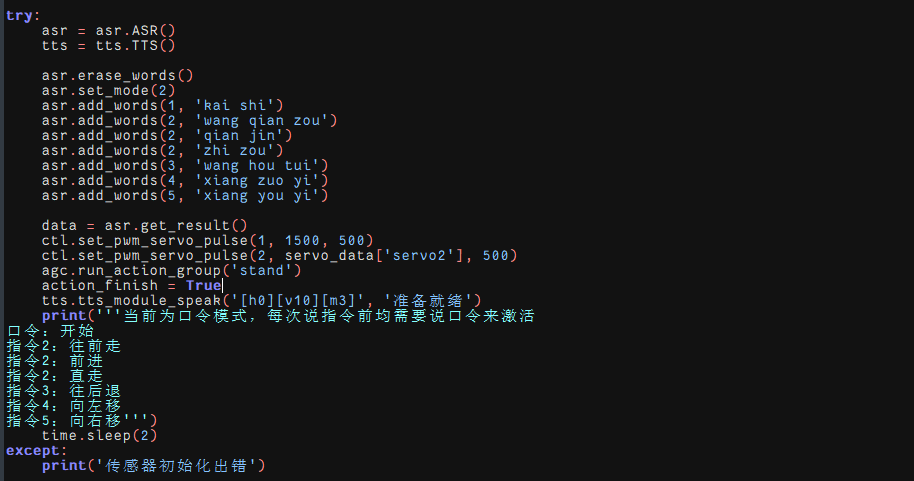 try:
    asr = asr.ASR()
    tts = tts.TTS()

    asr.erase_words()
    asr.set_mode(2)
    asr.add_words(1, 'kai shi')
    asr.add_words(2, 'wang qian zou')
    asr.add_words(2, 'qian jin')
    asr.add_words(2, 'zhi zou')
    asr.add_words(3, 'wang hou tui')
    asr.add_words(4, 'xiang zuo yi')
    asr.add_words(5, 'xiang you yi')

    data = asr.get_result()
    ctl.set_pwm_servo_pulse(1, 1500, 500)
    ctl.set_pwm_servo_pulse(2, servo_data['servo2'], 500)
    agc.run_action_group('stand')
    action_finish = True
    tts.tts_module_speak('[h0][v10][m3]', '准备就绪')
    print('''当前为口令模式，每次说指令前均需要说口令来激活
口令：开始
指令2：往前走
指令2：前进
指令2：直走
指令3：往后退
指令4：向左移
指令5：向右移''')
    time.sleep(2)
except:
    print('传感器初始化出错')